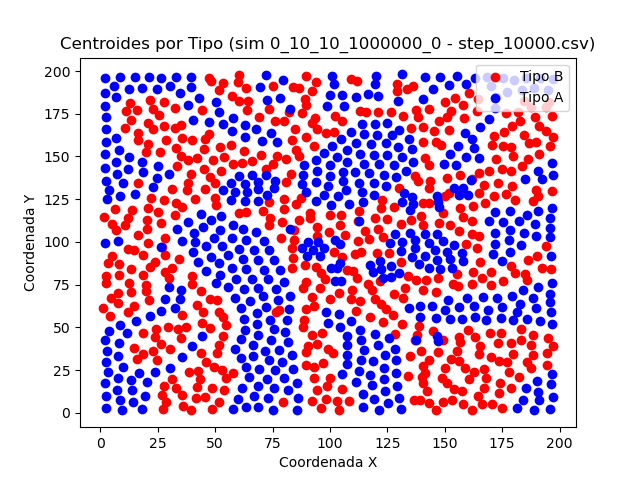 Centroides por Tipo (sim 0_10_10_1000000_0 - step_10000.csv)
Tipo B
Tipo A
200
175
150
125
100
75
50
25
0
Coordenada Y
0 25 50 75 100 125 150 175 200
Coordenada X